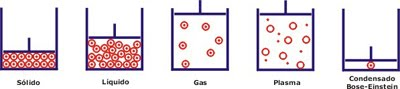 Sólido
Líquido
Gas
Plasma
Condensado
Bose-Einstein